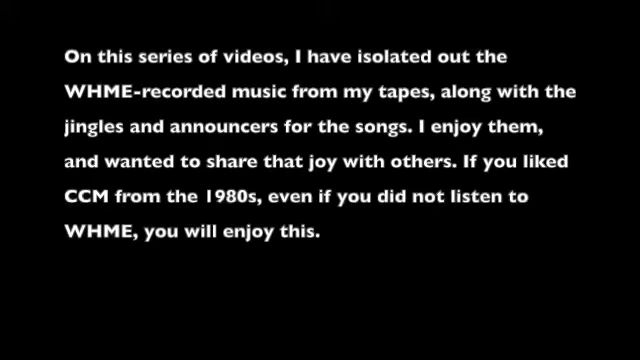 On this series of videos, I have isolated out the
WHME-recorded music from my tapes, along with the
jingles and announcers for the songs. I enjoy them,
and wanted to share that joy with others. If you liked
CCM from the 1980s, even if you did not listen to
WHME, you will enjoy this.